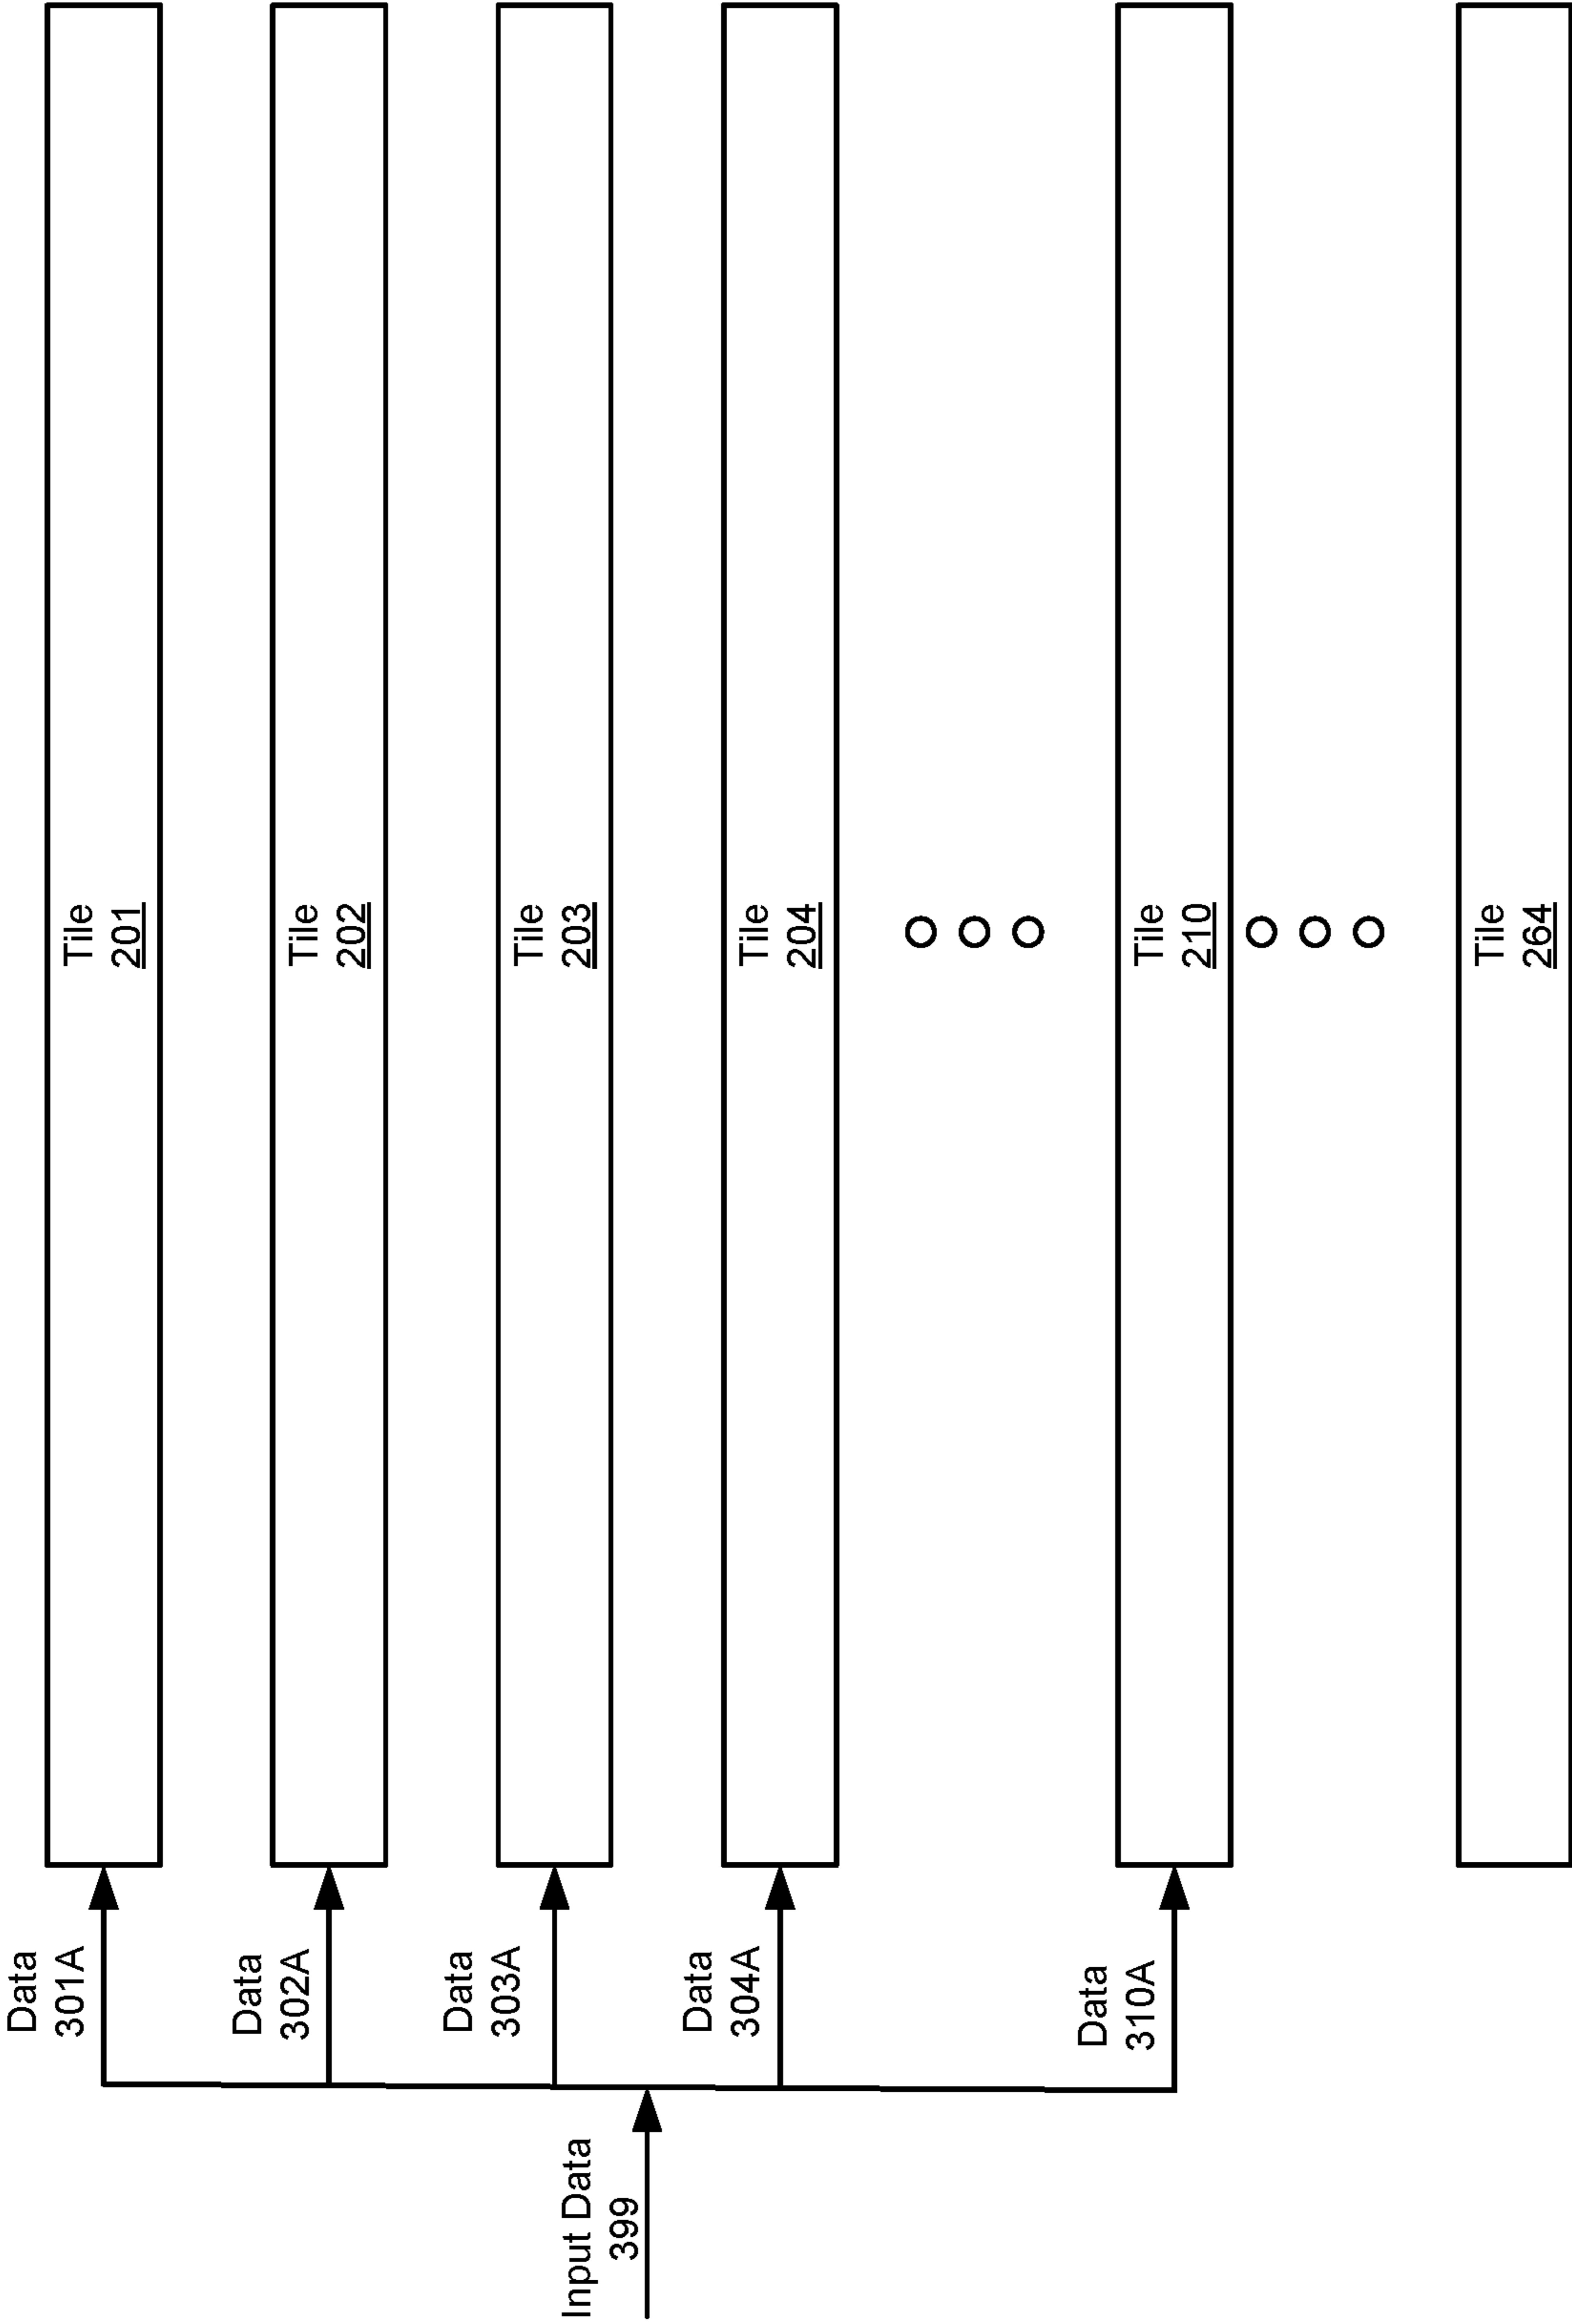 Tile
201
Tile
202
Tile
203
Tile
204
Tile
210
Tile
264
Data
301A
Data
302A
Data
303A
Data
304A
Data
310A
Input Data
399